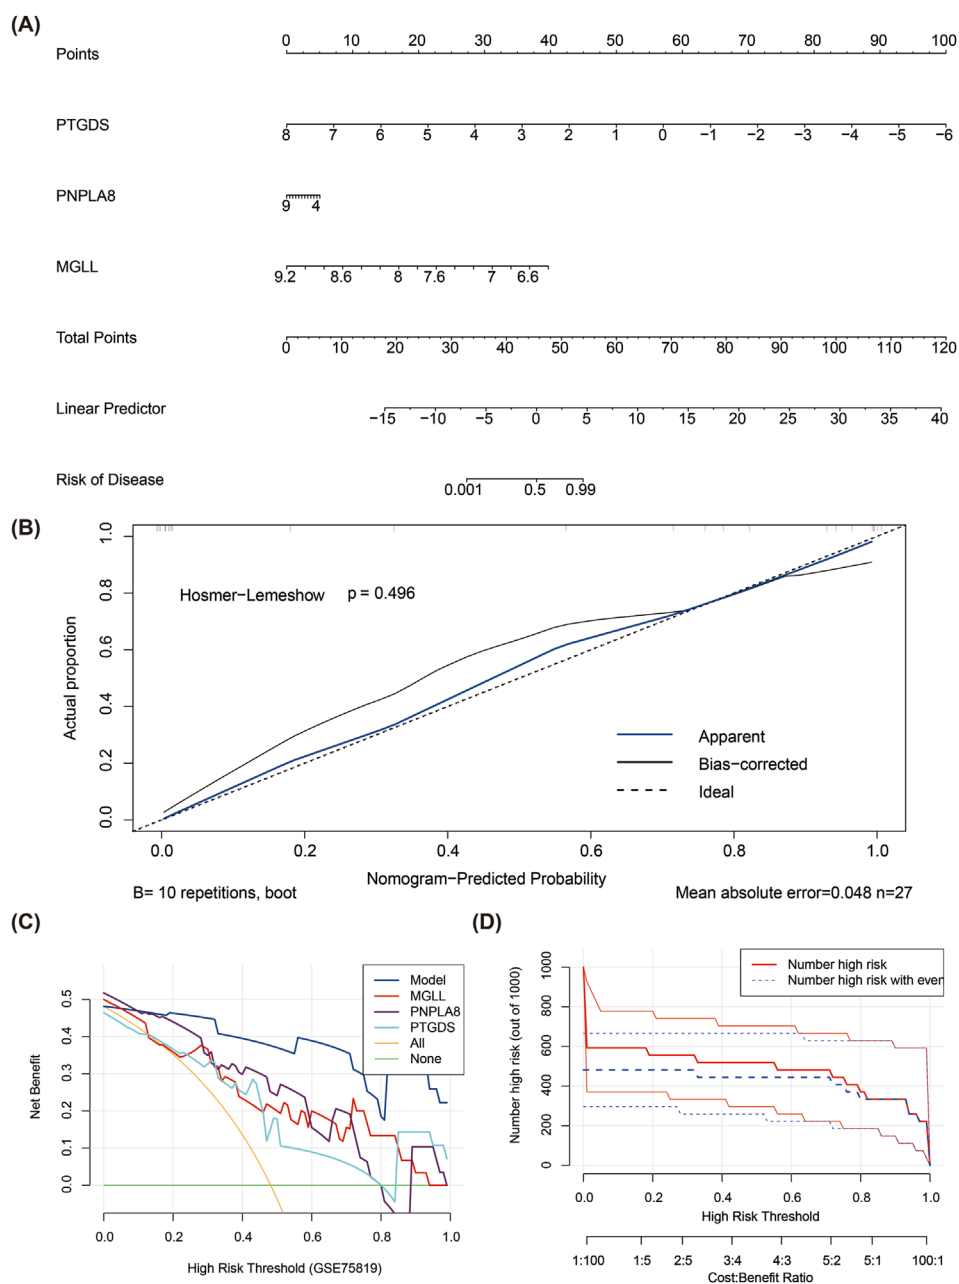 (A)
Points
0 10 20 30 40 50 60 70 80 90 100
PTGDS
8 7 6 5 4 3 2 1 0 −1 −2 −3 −4 −5 −6
PNPLA8
9 4
MGLL
9.2 8.6 8 7.6 7 6.6
Total Points
0 10 20 30 40 50 60 70 80 90 100 110 120
Linear Predictor
−15 −10 −5 0 5 10 15 20 25 30 35 40
Risk of Disease
0.001 0.5 0.99
(B)
Actual proportion
1.0
0.8
0.6
0.4
0.2
0.0
Hosmer−Lemeshow p = 0.496
Apparent
Bias−corrected
Ideal
0.0 0.2 0.4 0.6 0.8 1.0
Nomogram−Predicted Probability
B= 10 repetitions, boot
Mean absolute error=0.048 n=27
(C)
Net Benefit
0.5
0.4
0.3
0.2
0.1
0.0
Model
MGLL
PNPLA8
PTGDS
All
None
0.0 0.2 0.4 0.6 0.8 1.0
High Risk Threshold (GSE75819)
(D)
Number high risk (out of 1000)
1000
800
600
400
200
0
Number high risk
Number high risk with even
0.0 0.2 0.4 0.6 0.8 1.0
High Risk Threshold
1:100 1:5 2:5 3:4 4:3 5:2 5:1 100:1
Cost:Benefit Ratio